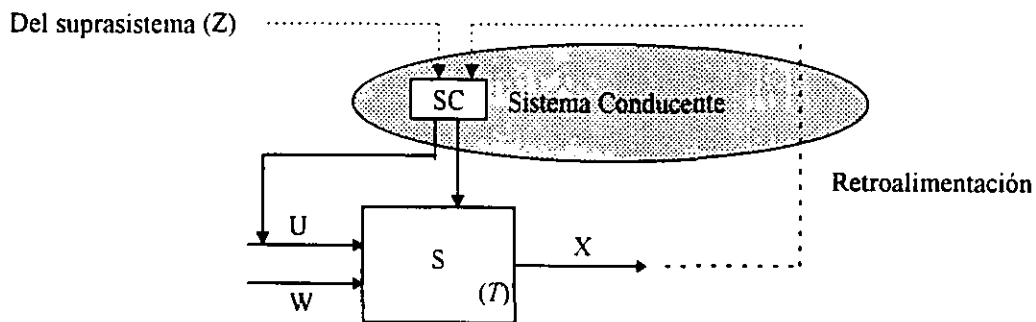 Del suprasistema (Z)
SC
Sistema Conducente
Retroalimentación
U
S
X
W
(T)